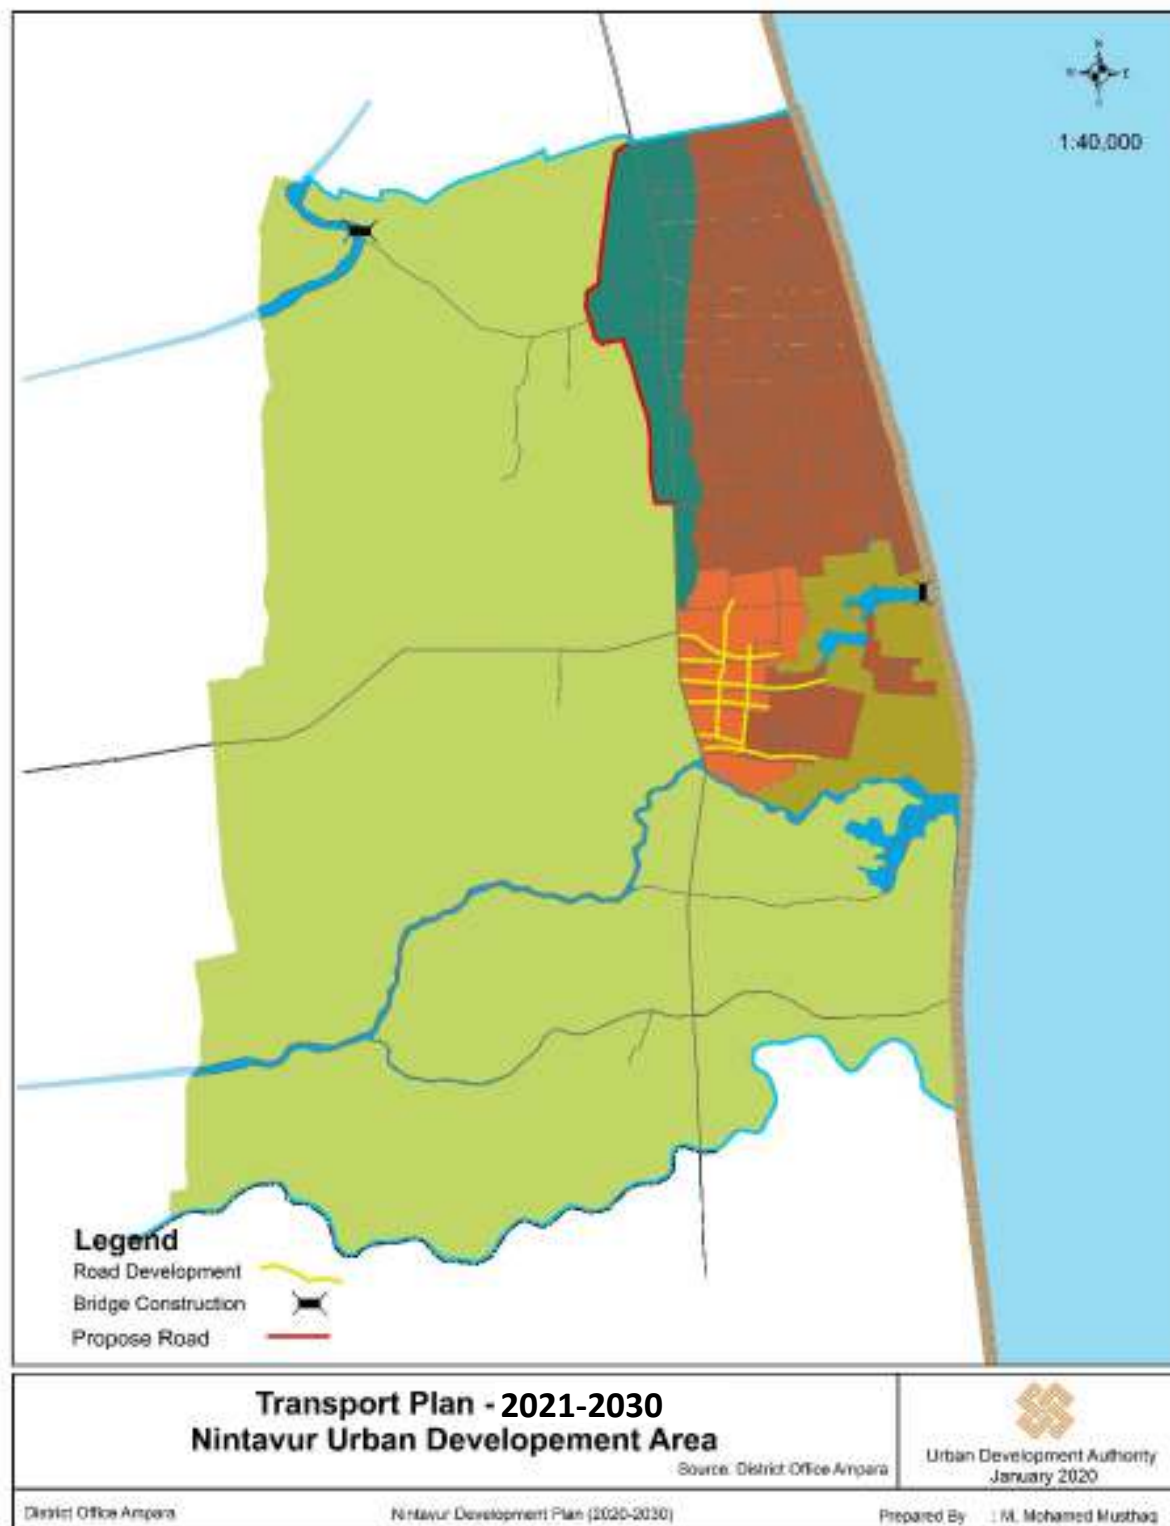 N
W E
S
1:40,000
Legend
Road Development
Bridge Construction
Propose Road
Transport Plan - 2021-2030
Nintavur Urban Developement Area
Source: District Office Ampara
Urban Development Authority
January 2020
District Office Ampara
Nintavur Development Plan (2020-2030)
Prepared By : M. Mohamed Musthaq